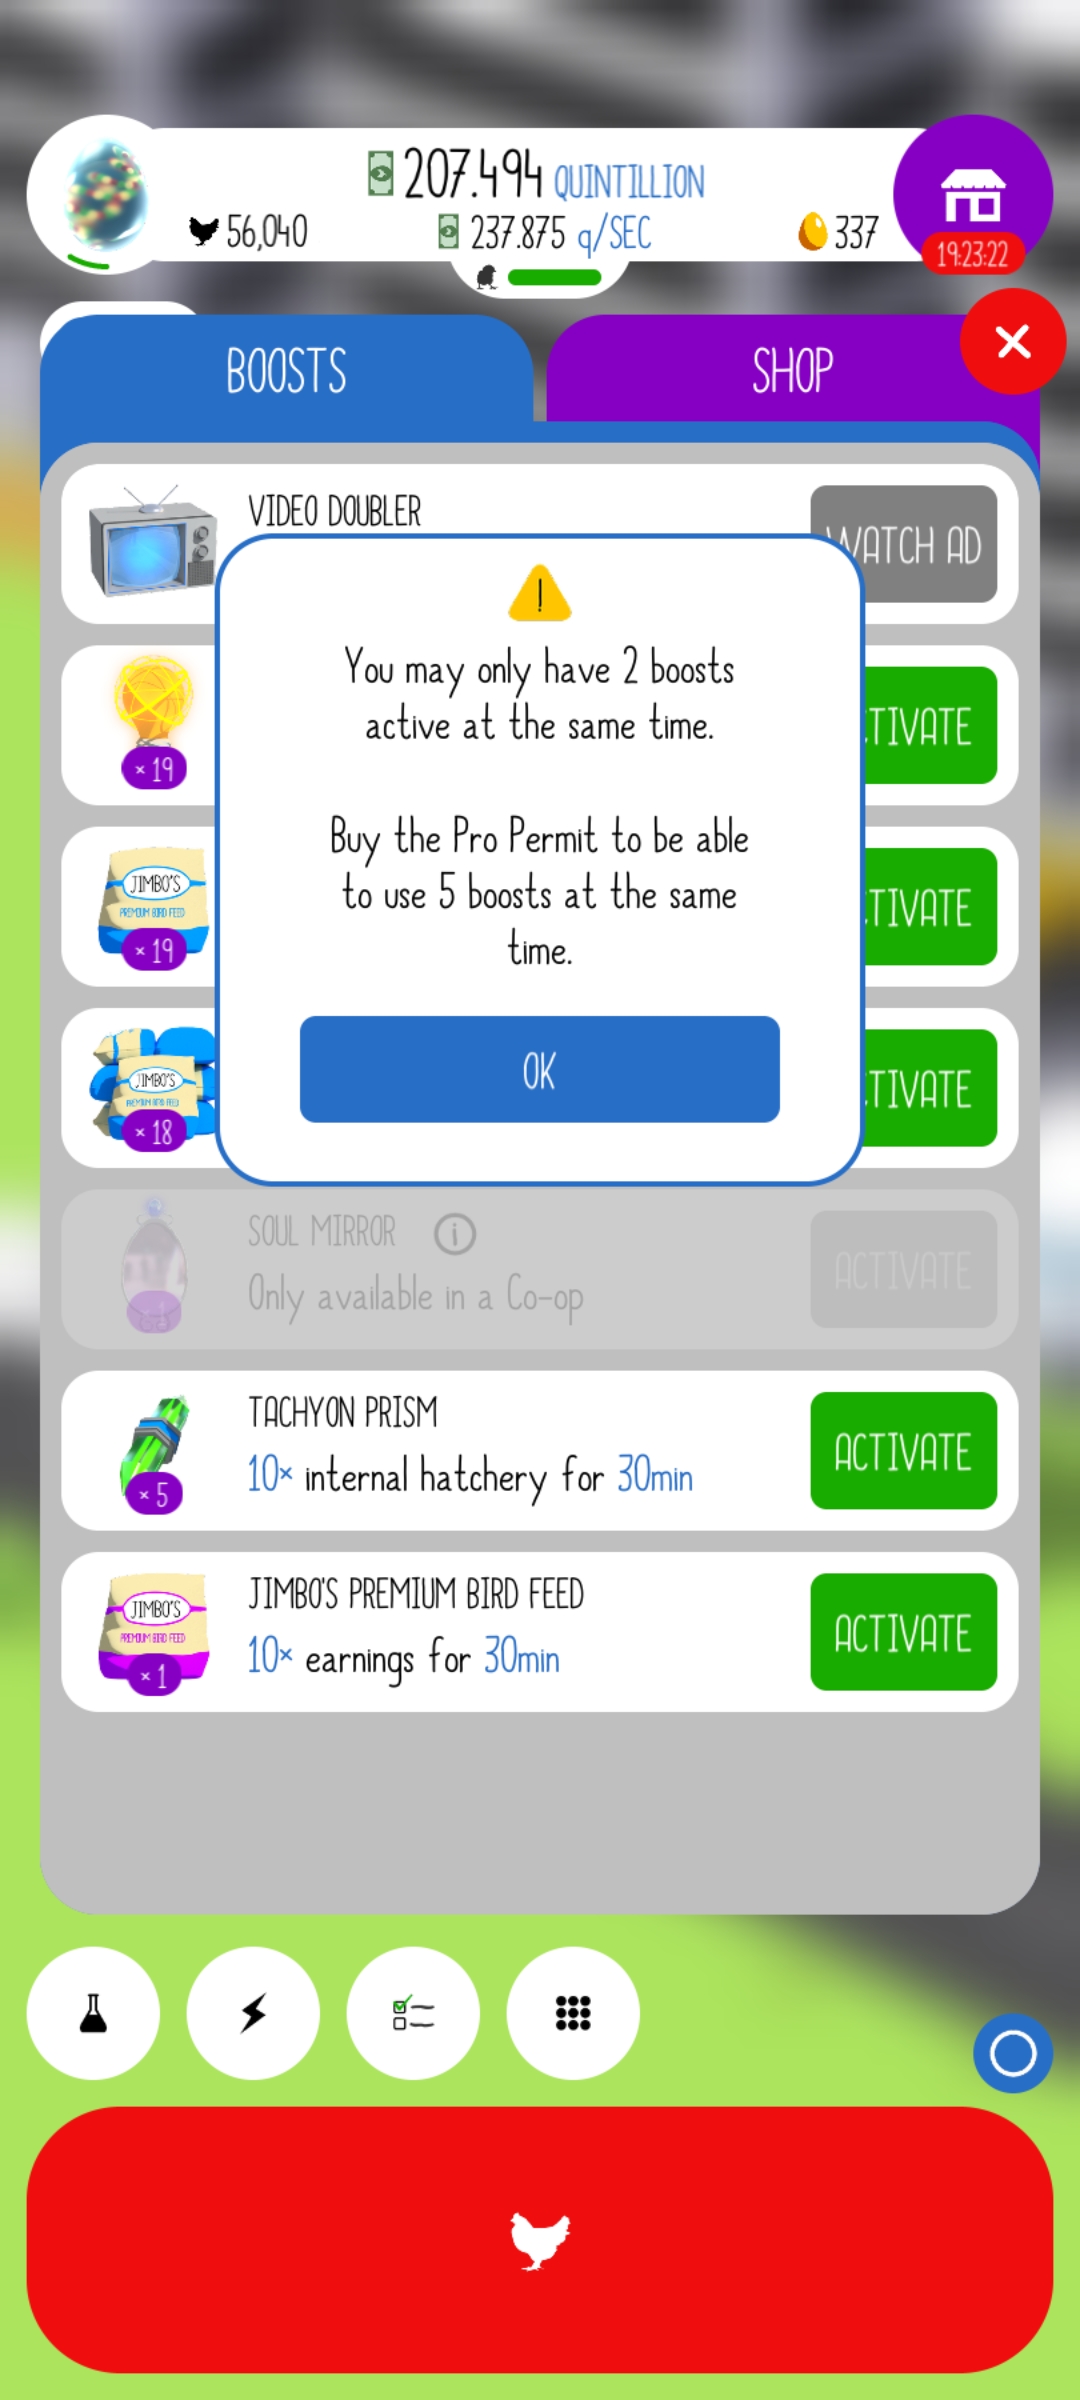 207.494 QUINTILLION
56,040
237.875 q/SEC
337
19:23:22
BOOSTS
SHOP
VIDEO DOUBLER
WATCH AD
!
You may only have 2 boosts
active at the same time.
Buy the Pro Permit to be able
to use 5 boosts at the same
time.
OK
× 19
JIMBO'S
PREMIUM BIRD FEED
× 19
JIMBO'S
PREMIUM BIRD FEED
× 18
SOUL MIRROR
i
Only available in a Co-op
ACTIVATE
TACHYON PRISM
10× internal hatchery for 30min
× 5
ACTIVATE
JIMBO'S
PREMIUM BIRD FEED
× 1
JIMBO'S PREMIUM BIRD FEED
10× earnings for 30min
ACTIVATE